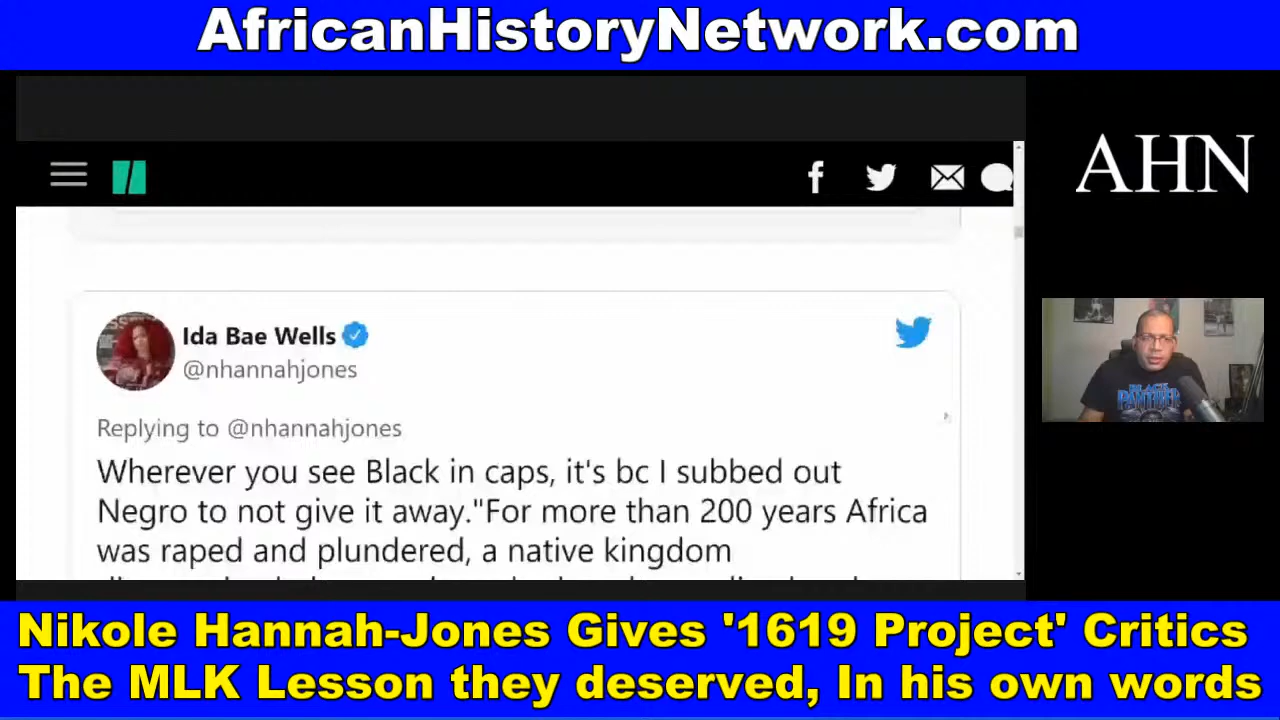 AfricanHistoryNetwork.com
AHN
Ida Bae Wells
@nhannahjones
Replying to @nhannahjones
Wherever you see Black in caps, it's bc I subbed out
Negro to not give it away."For more than 200 years Africa
was raped and plundered, a native kingdom
BLACK
PANTHER
Nikole Hannah-Jones Gives '1619 Project' Critics
The MLK Lesson they deserved, In his own words